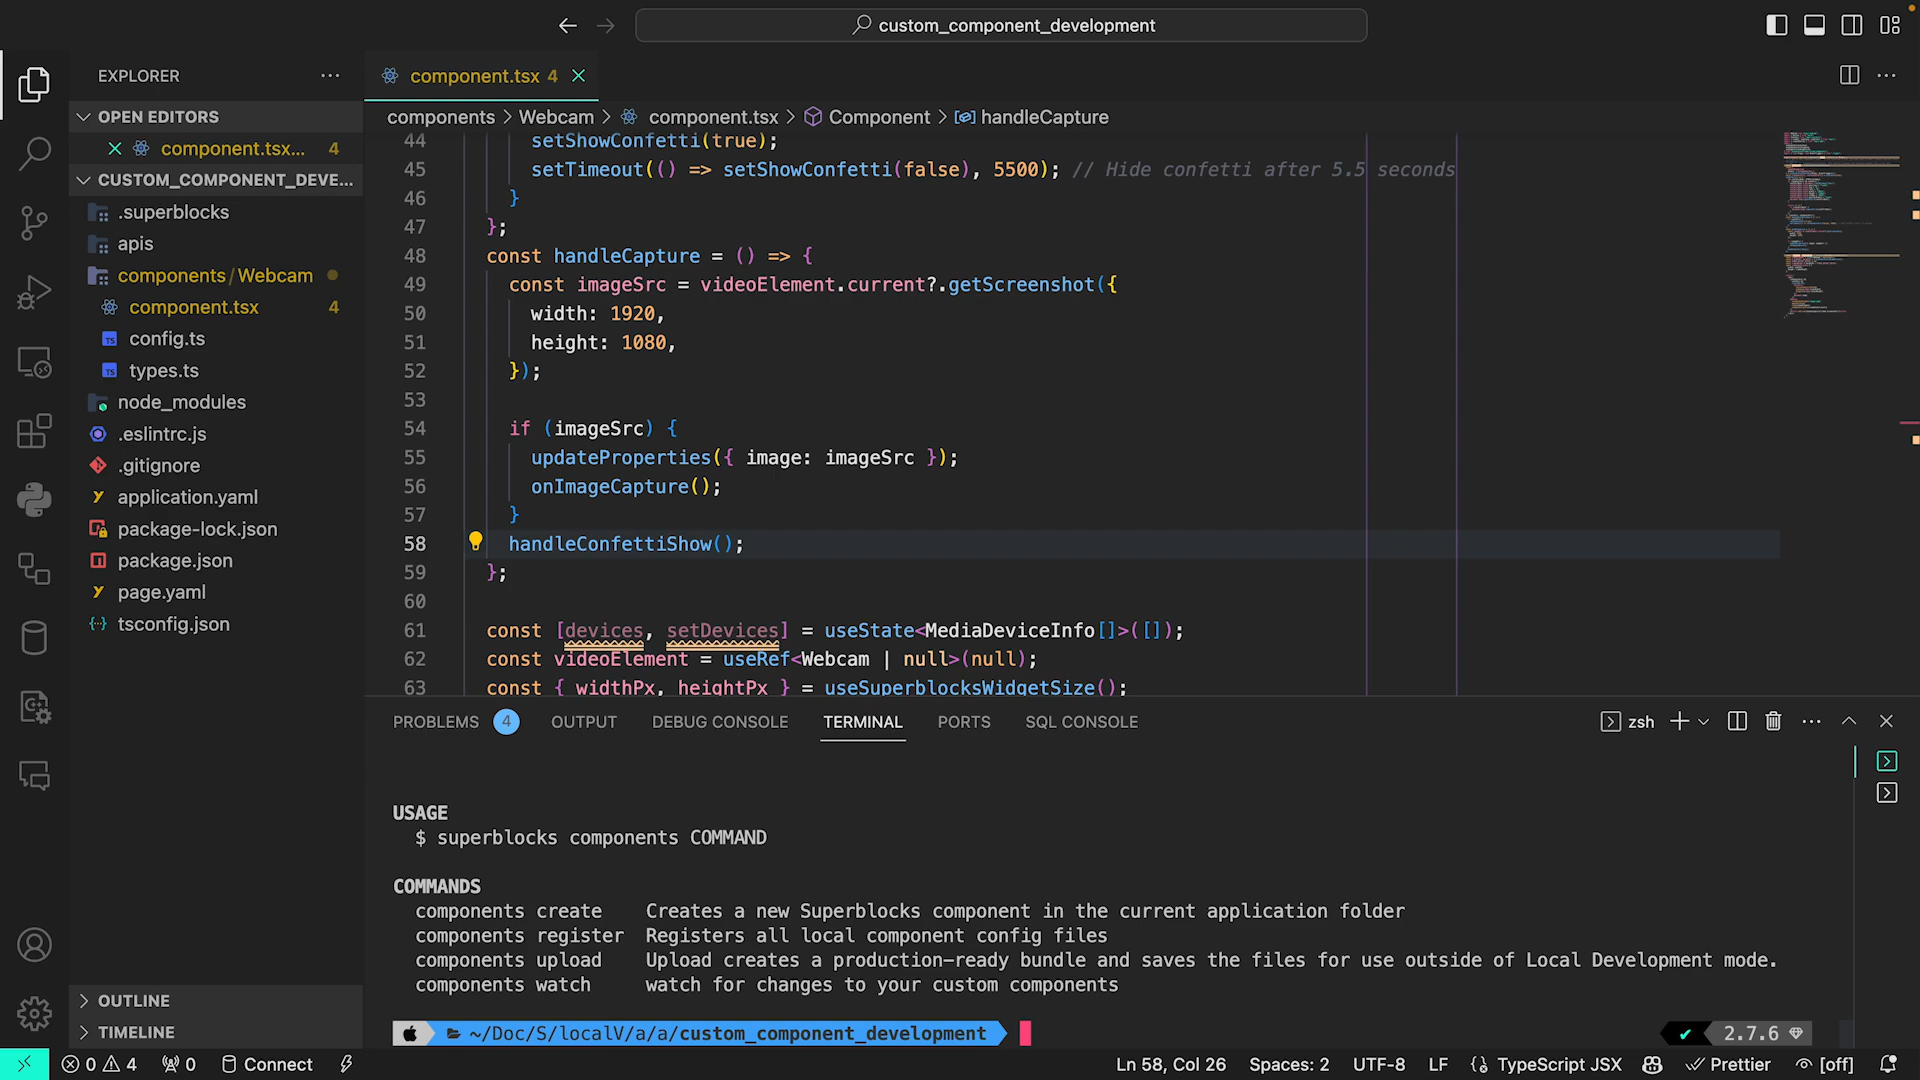 custom_component_development
EXPLORER
OPEN EDITORS
component.tsx... 4
CUSTOM_COMPONENT_DEVE...
.superblocks
apis
components/Webcam
component.tsx 4
config.ts
types.ts
node_modules
.eslintrc.js
.gitignore
application.yaml
package-lock.json
package.json
page.yaml
tsconfig.json
OUTLINE
TIMELINE
component.tsx 4
components > Webcam > component.tsx > Component > handleCapture
44 setShowConfetti(true);
45 setTimeout(() => setShowConfetti(false), 5500); // Hide confetti after 5.5 seconds
46 }
47 };
48 const handleCapture = () => {
49 const imageSrc = videoElement.current?.getScreenshot({
50 width: 1920,
51 height: 1080,
52 });
53
54 if (imageSrc) {
55 updateProperties({ image: imageSrc });
56 onImageCapture();
57 }
58 handleConfettiShow();
59 };
60
61 const [devices, setDevices] = useState<MediaDeviceInfo[]>([]);
62 const videoElement = useRef<Webcam | null>(null);
63 const { widthPx, heightPx } = useSuperblocksWidgetSize();
PROBLEMS 4 OUTPUT DEBUG CONSOLE TERMINAL PORTS SQL CONSOLE zsh
USAGE
$ superblocks components COMMAND
COMMANDS
components create Creates a new Superblocks component in the current application folder
components register Registers all local component config files
components upload Upload creates a production-ready bundle and saves the files for use outside of Local Development mode.
components watch watch for changes to your custom components
~/Doc/S/localV/a/a/custom_component_development 2.7.6
0 4 0 Connect Ln 58, Col 26 Spaces: 2 UTF-8 LF TypeScript JSX Prettier [off]